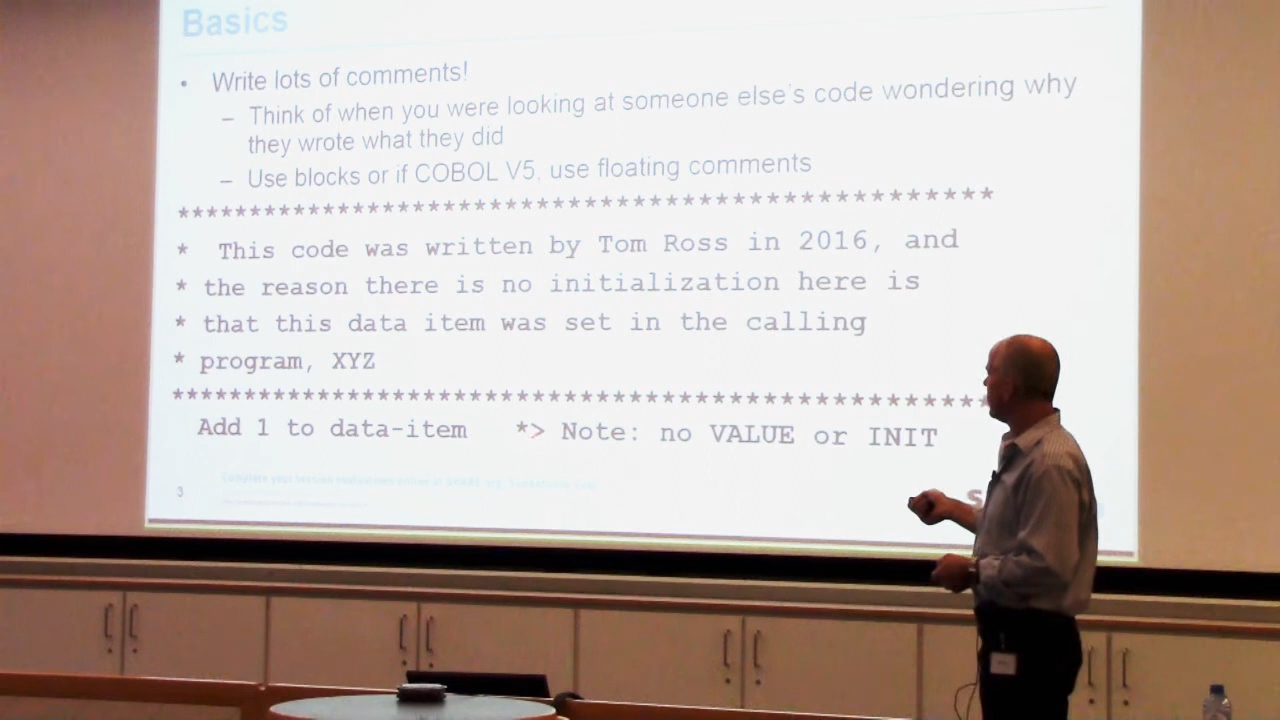 Basics
• Write lots of comments!
– Think of when you were looking at someone else's code wondering why
they wrote what they did
– Use blocks or if COBOL V5, use floating comments
*********************************************************
* This code was written by Tom Ross in 2016, and
* the reason there is no initialization here is
* that this data item was set in the calling
* program, XYZ
*********************************************************
Add 1 to data-item *> Note: no VALUE or INIT
3